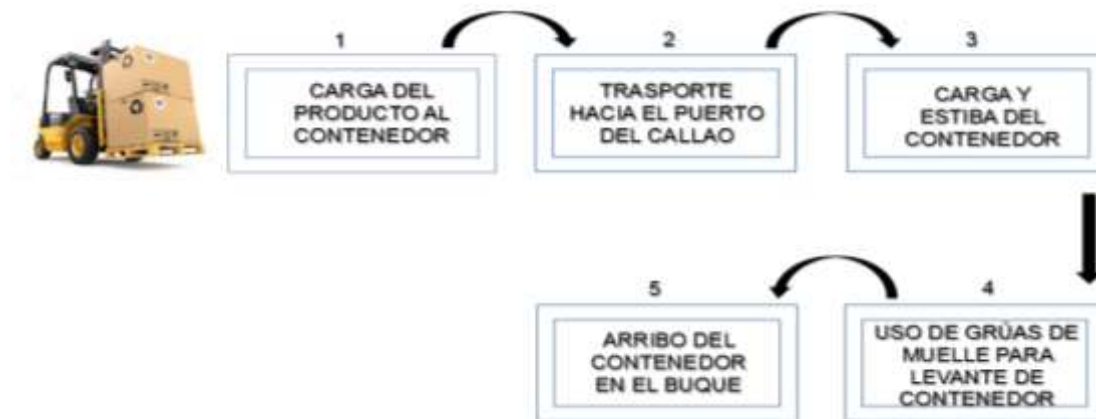 1
CARGA DEL
PRODUCTO AL
CONTENEDOR
2
TRASPORTE
HACIA EL PUERTO
DEL CALLAO
3
CARGA Y
ESTIBA DEL
CONTENEDOR
4
USO DE GRÚAS DE
MUELLE PARA
LEVANTE DE
CONTENEDOR
5
ARRIBO DEL
CONTENEDOR
EN EL BUQUE